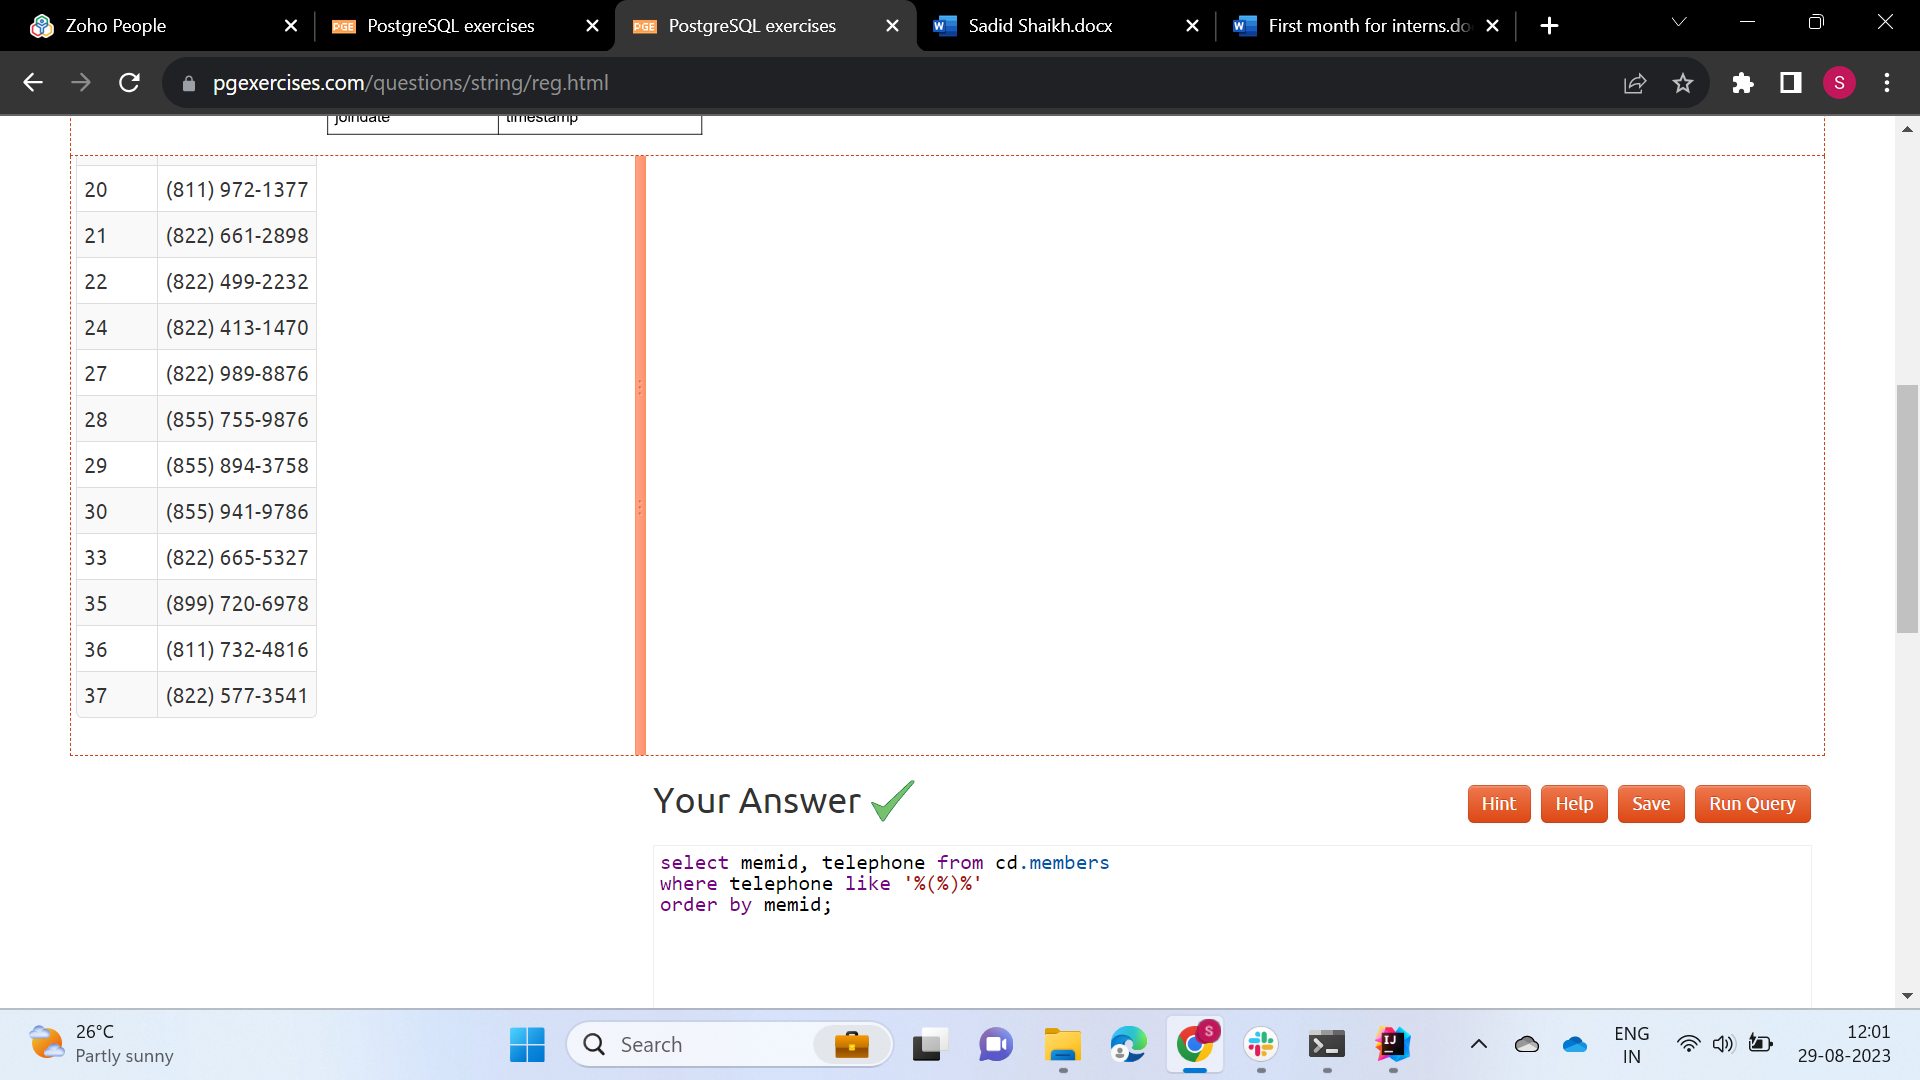 Zoho People
PostgreSQL exercises
PostgreSQL exercises
Sadid Shaikh.docx
First month for interns.do
pgexercises.com/questions/string/reg.html
S
joindate timestamp
20 (811) 972-1377
21 (822) 661-2898
22 (822) 499-2232
24 (822) 413-1470
27 (822) 989-8876
28 (855) 755-9876
29 (855) 894-3758
30 (855) 941-9786
33 (822) 665-5327
35 (899) 720-6978
36 (811) 732-4816
37 (822) 577-3541
Your Answer
Hint Help Save Run Query
select memid, telephone from cd.members
where telephone like '%(%)%'
order by memid;
26°C
Partly sunny
Search
S
IJ
ENG
IN
12:01
29-08-2023